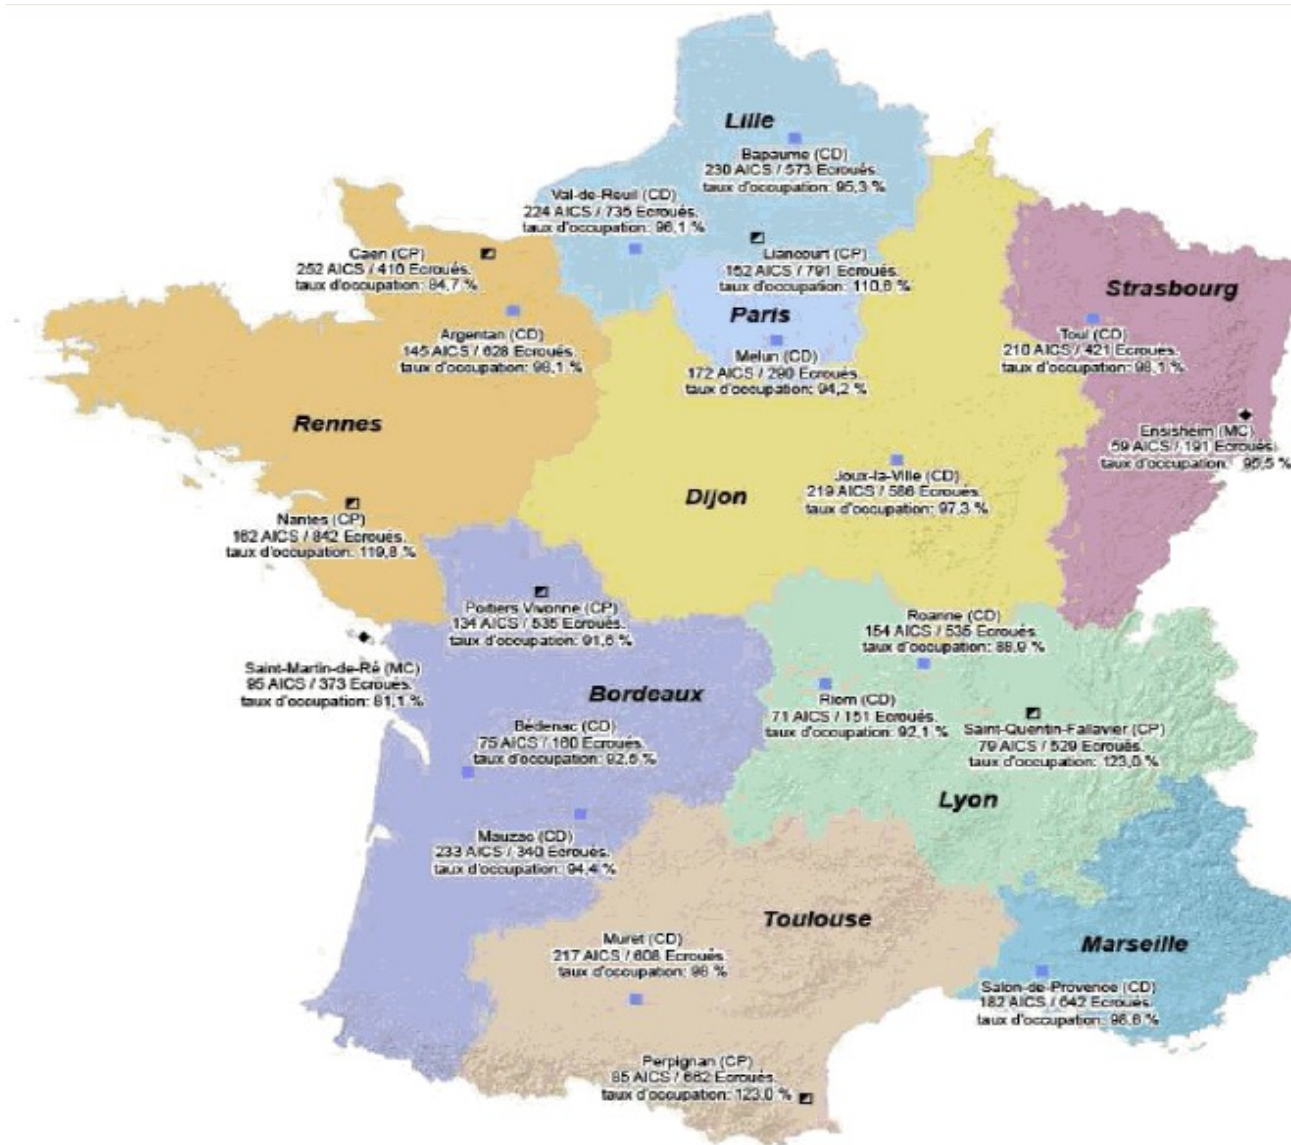 Lille
Bapaume (CD)
230 AICS / 573 Ecroués.
taux d'occupation: 95,3 %
Val-de-Reuil (CD)
224 AICS / 735 Ecroués.
taux d'occupation: 96,1 %
Caen (CP)
252 AICS / 416 Ecroués.
taux d'occupation: 84,7 %
Liancourt (CP)
162 AICS / 791 Ecroués.
taux d'occupation: 110,6 %
Strasbourg
Paris
Argentan (CD)
145 AICS / 628 Ecroués.
taux d'occupation: 98,1 %
Toul (CD)
210 AICS / 421 Ecroués.
taux d'occupation: 98,1 %
Melun (CD)
172 AICS / 290 Ecroués.
taux d'occupation: 94,2 %
Rennes
Ensisheim (MC)
59 AICS / 191 Ecroués.
taux d'occupation: 95,5 %
Joux-la-Ville (CD)
219 AICS / 586 Ecroués.
taux d'occupation: 97,3 %
Dijon
Nantes (CP)
162 AICS / 842 Ecroués.
taux d'occupation: 119,8 %
Poitiers Vivonne (CP)
134 AICS / 535 Ecroués.
taux d'occupation: 91,6 %
Roanne (CD)
154 AICS / 535 Ecroués.
taux d'occupation: 88,9 %
Saint-Martin-de-Ré (MC)
95 AICS / 373 Ecroués.
taux d'occupation: 81,1 %
Bordeaux
Riom (CD)
71 AICS / 151 Ecroués.
taux d'occupation: 92,1 %
Bédenac (CD)
75 AICS / 160 Ecroués.
taux d'occupation: 92,6 %
Saint-Quentin-Fallavier (CP)
79 AICS / 529 Ecroués.
taux d'occupation: 123,0 %
Lyon
Mauzac (CD)
233 AICS / 340 Ecroués.
taux d'occupation: 94,4 %
Toulouse
Muret (CD)
217 AICS / 608 Ecroués.
taux d'occupation: 98 %
Marseille
Salon-de-Provence (CD)
182 AICS / 642 Ecroués.
taux d'occupation: 98,6 %
Perpignan (CP)
85 AICS / 662 Ecroués.
taux d'occupation: 123,0 %